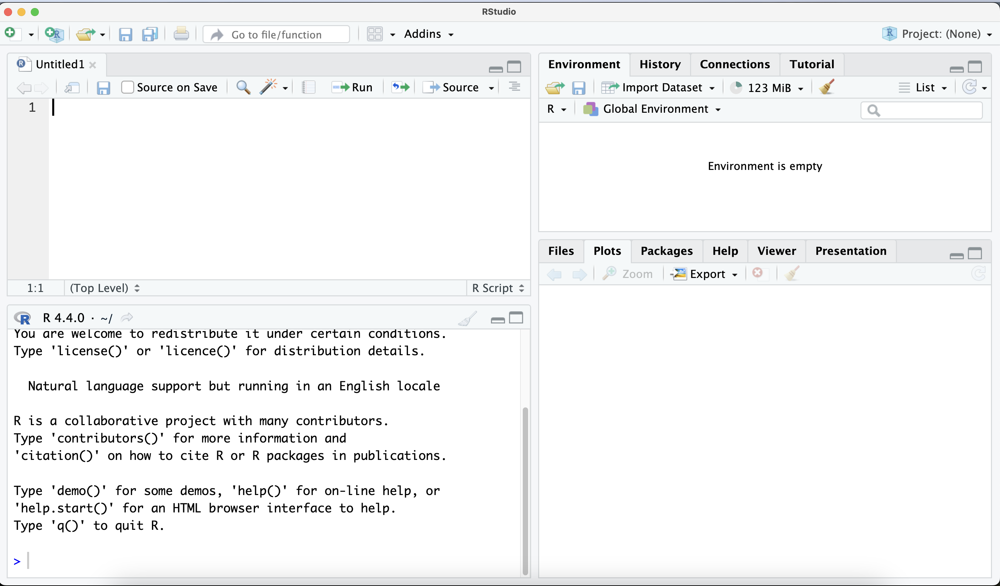 RStudio
Go to file/function
Addins
Project: (None)
Untitled1
Source on Save
Run
Source
1
1:1
(Top Level)
R Script
R 4.4.0 · ~/
You are welcome to redistribute it under certain conditions.
Type 'license()' or 'licence()' for distribution details.
Natural language support but running in an English locale
R is a collaborative project with many contributors.
Type 'contributors()' for more information and
'citation()' on how to cite R or R packages in publications.
Type 'demo()' for some demos, 'help()' for on-line help, or
'help.start()' for an HTML browser interface to help.
Type 'q()' to quit R.
>
Environment
History
Connections
Tutorial
Import Dataset
123 MiB
List
R
Global Environment
Environment is empty
Files
Plots
Packages
Help
Viewer
Presentation
Zoom
Export